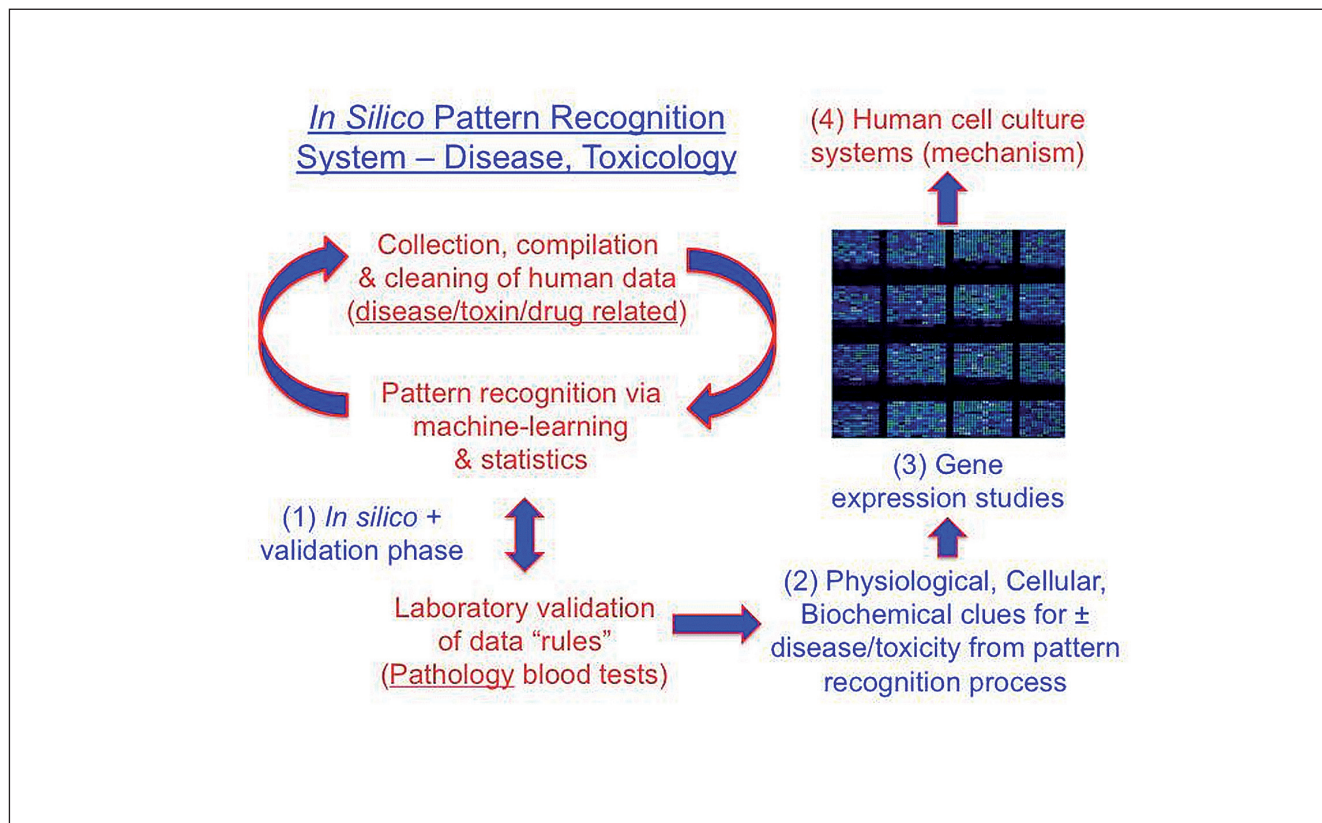 In Silico Pattern Recognition
System – Disease, Toxicology
Collection, compilation
& cleaning of human data
(disease/toxin/drug related)
Pattern recognition via
machine-learning
& statistics
(1) In silico +
validation phase
Laboratory validation
of data “rules”
(Pathology blood tests)
(2) Physiological, Cellular,
Biochemical clues for ±
disease/toxicity from pattern
recognition process
(3) Gene
expression studies
(4) Human cell culture
systems (mechanism)